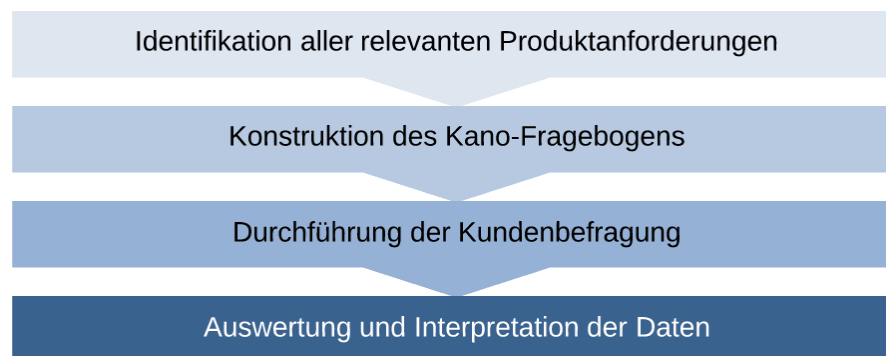 Identifikation aller relevanten Produktanforderungen
Konstruktion des Kano-Fragebogens
Durchführung der Kundenbefragung
Auswertung und Interpretation der Daten